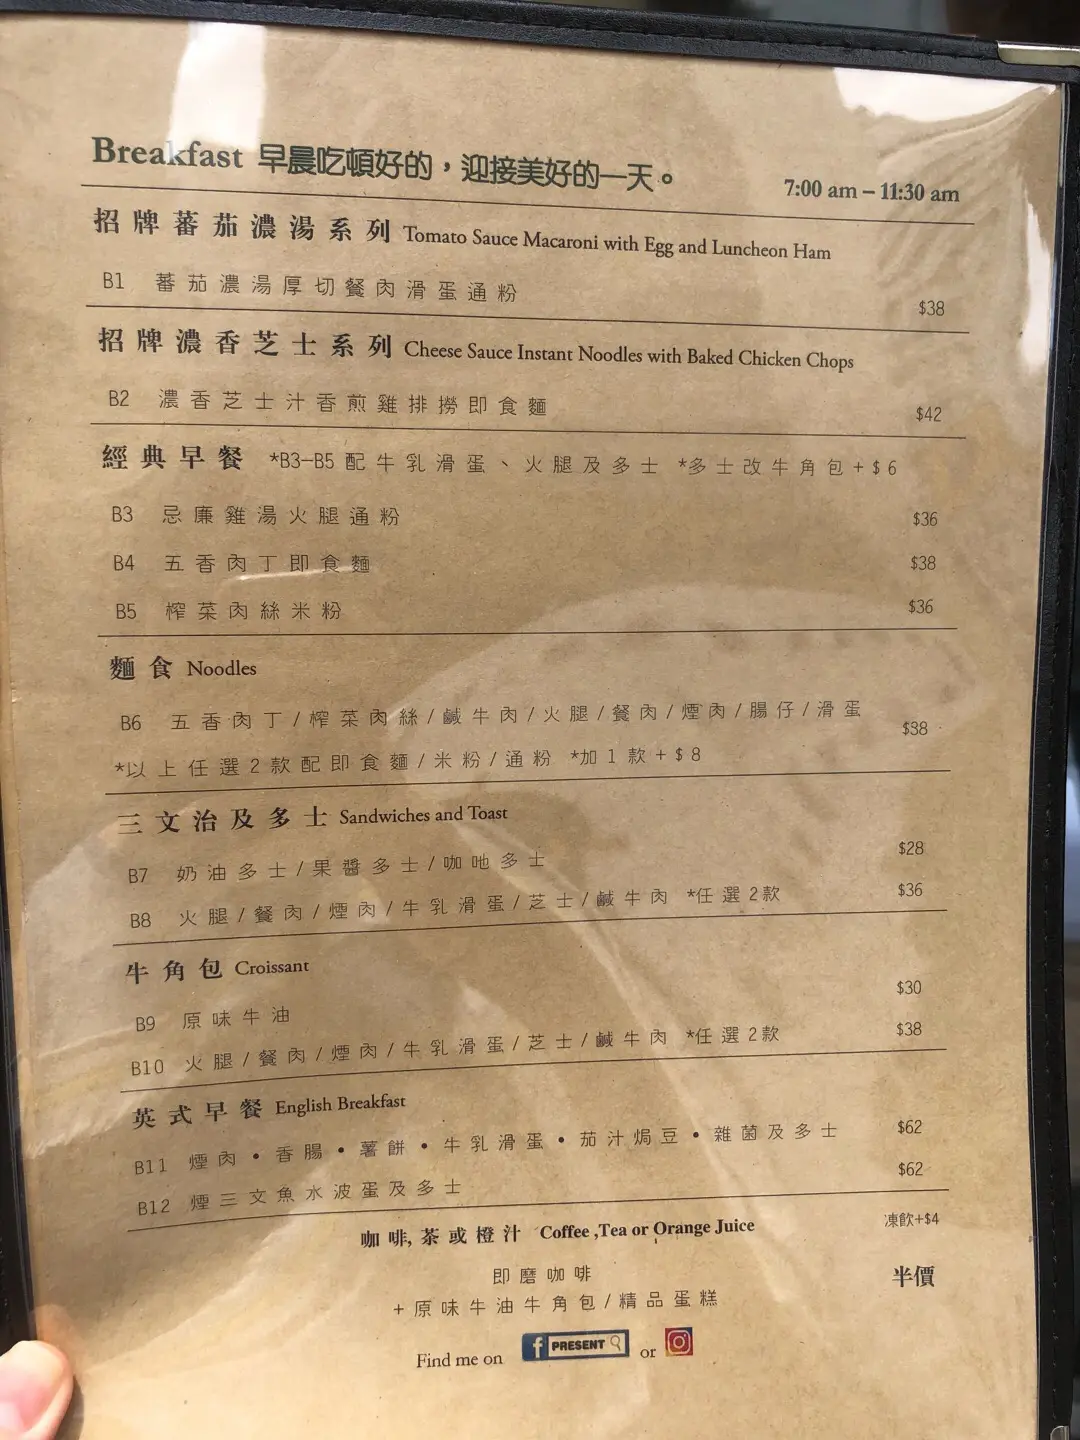 Breakfast 早晨吃頓好的，迎接美好的一天。 7:00 am – 11:30 am
招牌蕃茄濃湯系列 Tomato Sauce Macaroni with Egg and Luncheon Ham
B1 蕃茄濃湯厚切餐肉滑蛋通粉 $38
招牌濃香芝士系列 Cheese Sauce Instant Noodles with Baked Chicken Chops
B2 濃香芝士汁香煎雞排撈即食麵 $42
經典早餐 *B3–B5 配牛乳滑蛋、火腿及多士 *多士改牛角包+$6
B3 忌廉雞湯火腿通粉 $36
B4 五香肉丁即食麵 $38
B5 榨菜肉絲米粉 $36
麵食 Noodles
B6 五香肉丁/榨菜肉絲/鹹牛肉/火腿/餐肉/煙肉/腸仔/滑蛋 $38
*以上任選2款配即食麵/米粉/通粉 *加1款+$8
三文治及多士 Sandwiches and Toast
B7 奶油多士/果醬多士/咖吔多士 $28
B8 火腿/餐肉/煙肉/牛乳滑蛋/芝士/鹹牛肉 *任選2款 $36
牛角包 Croissant
B9 原味牛油 $30
B10 火腿/餐肉/煙肉/牛乳滑蛋/芝士/鹹牛肉 *任選2款 $38
英式早餐 English Breakfast
B11 煙肉•香腸•薯餅•牛乳滑蛋•茄汁焗豆•雜菌及多士 $62
B12 煙三文魚水波蛋及多士 $62
咖啡, 茶或橙汁 Coffee ,Tea or Orange Juice 凍飲+$4
即磨咖啡
+原味牛油牛角包/精品蛋糕 半價
Find me on f PRESENT or